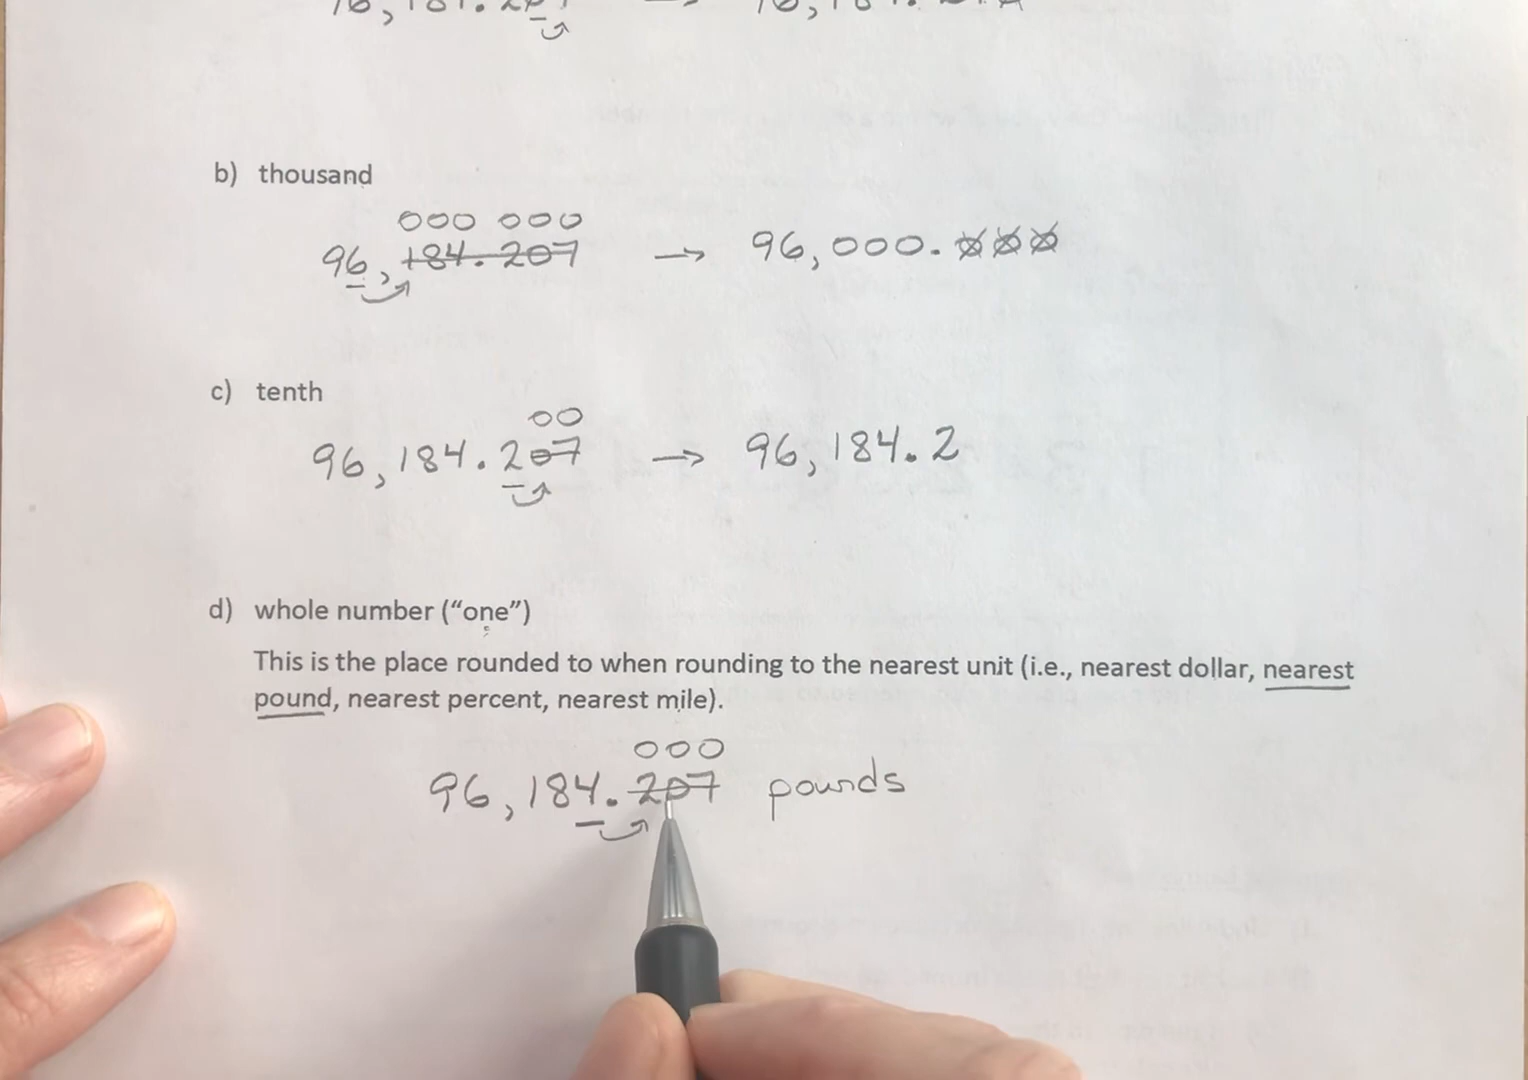 b) thousand
000 000
96,184.207 → 96,000.000
c) tenth
00
96,184.207 → 96,184.2
d) whole number (“one”)
This is the place rounded to when rounding to the nearest unit (i.e., nearest dollar, nearest
pound, nearest percent, nearest mile).
000
96,184.207 pounds